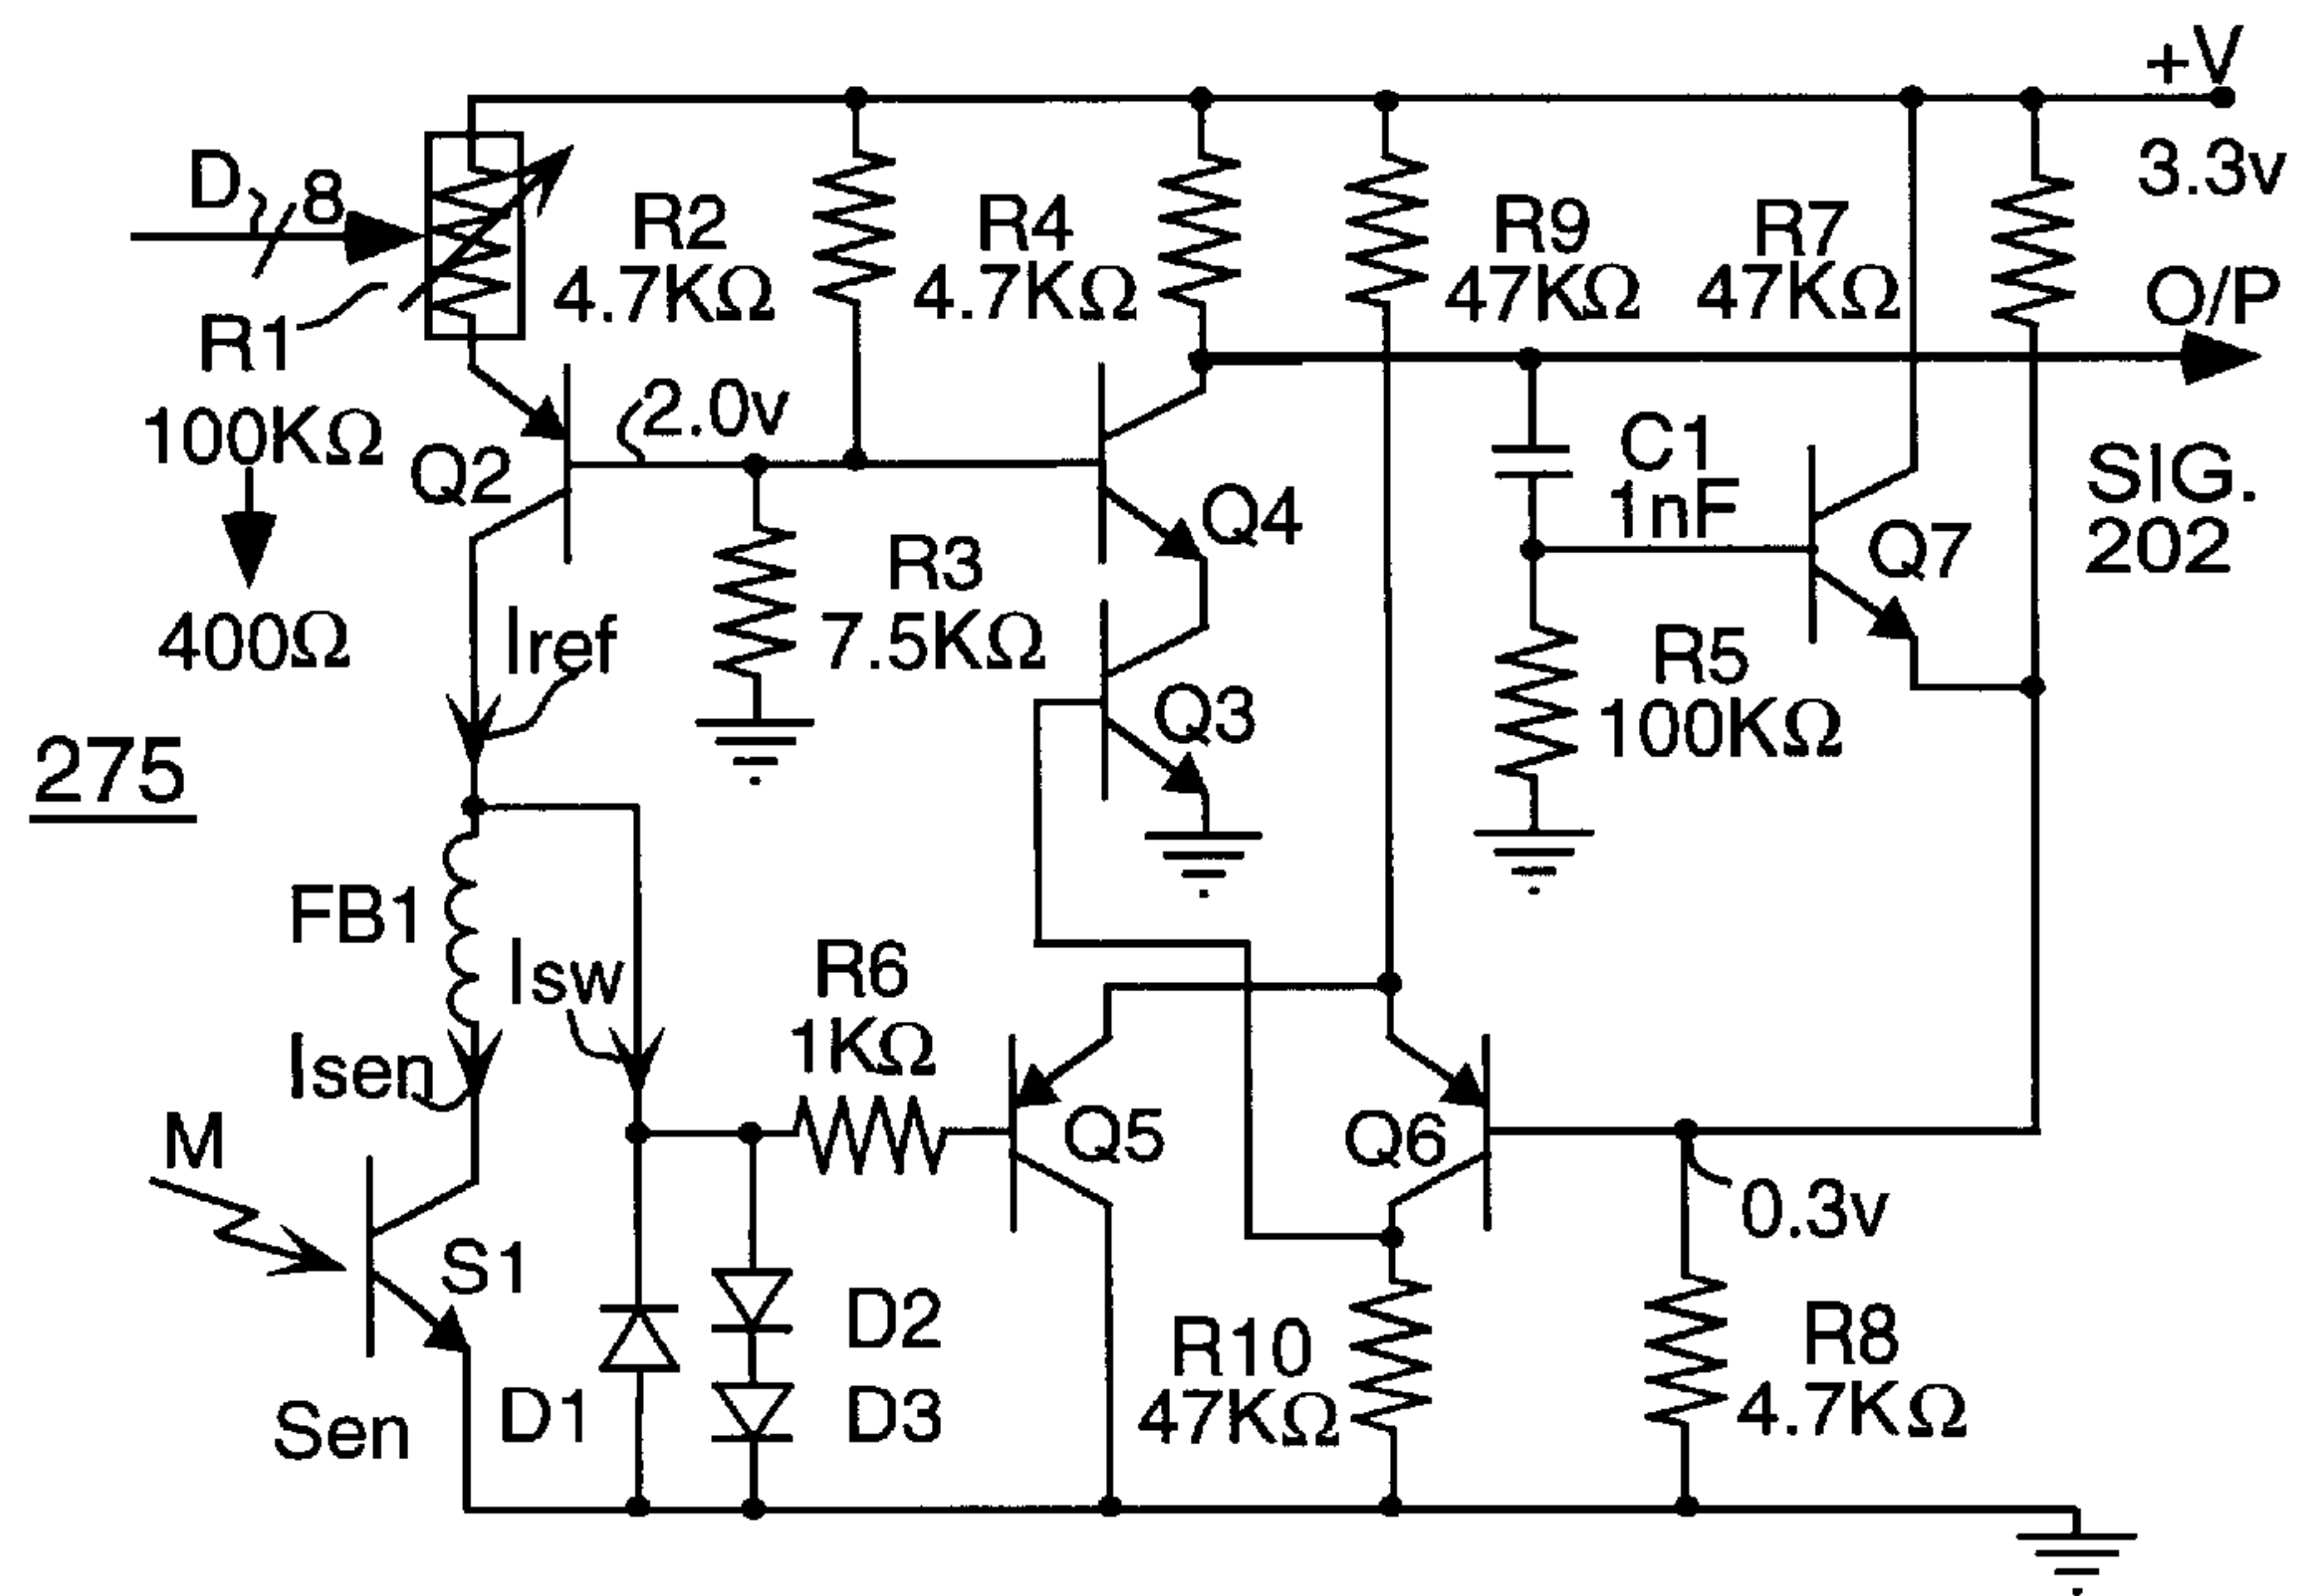 +V
3.3v
D
8
R1
100KΩ
400Ω
R2
4.7KΩ
R4
4.7KΩ
R9
47KΩ
R7
47KΩ
O/P
SIG.
202
Q2
2.0v
Q4
C1
1nF
Q7
R3
7.5KΩ
R5
100KΩ
Iref
Q3
275
FB1
Isw
R6
1KΩ
Isen
M
Q5
Q6
0.3v
S1
Sen
D1
D2
D3
R10
47KΩ
R8
4.7KΩ